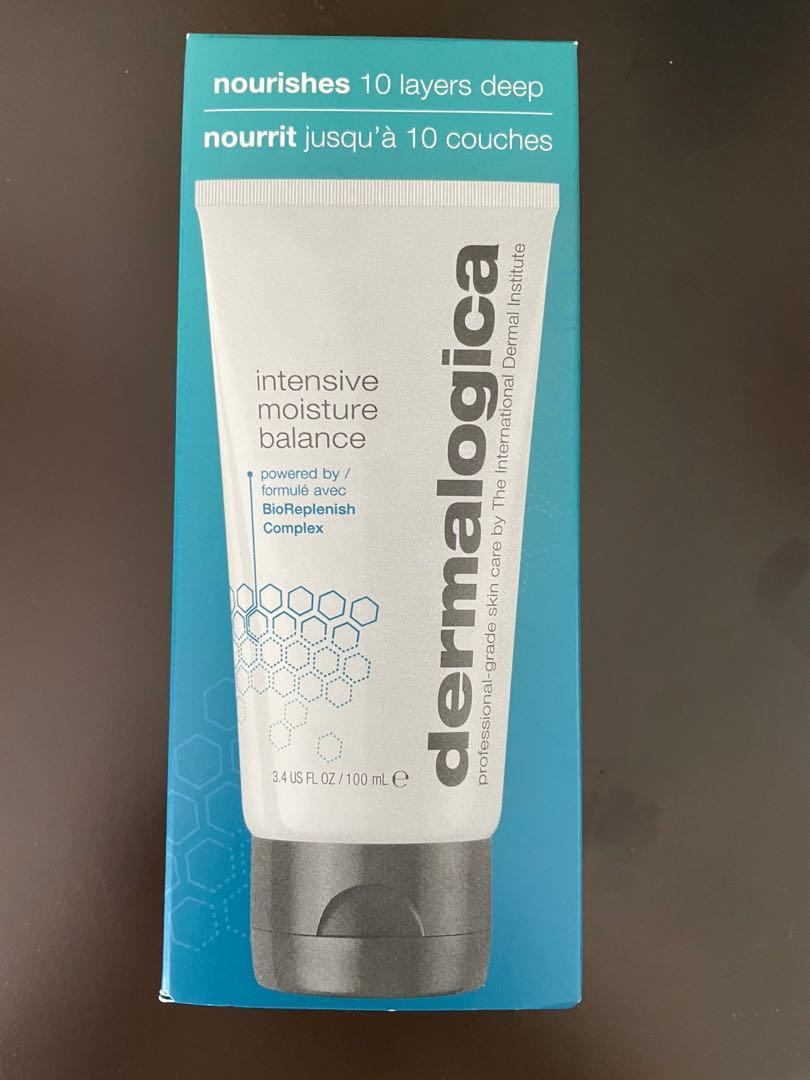 nourishes 10 layers deep
nourrit jusqu'à 10 couches
intensive
moisture
balance
powered by /
formulé avec
BioReplenish
Complex
3.4 US FL OZ / 100 mL ℮
dermalogica
professional-grade skin care by The International Dermal Institute